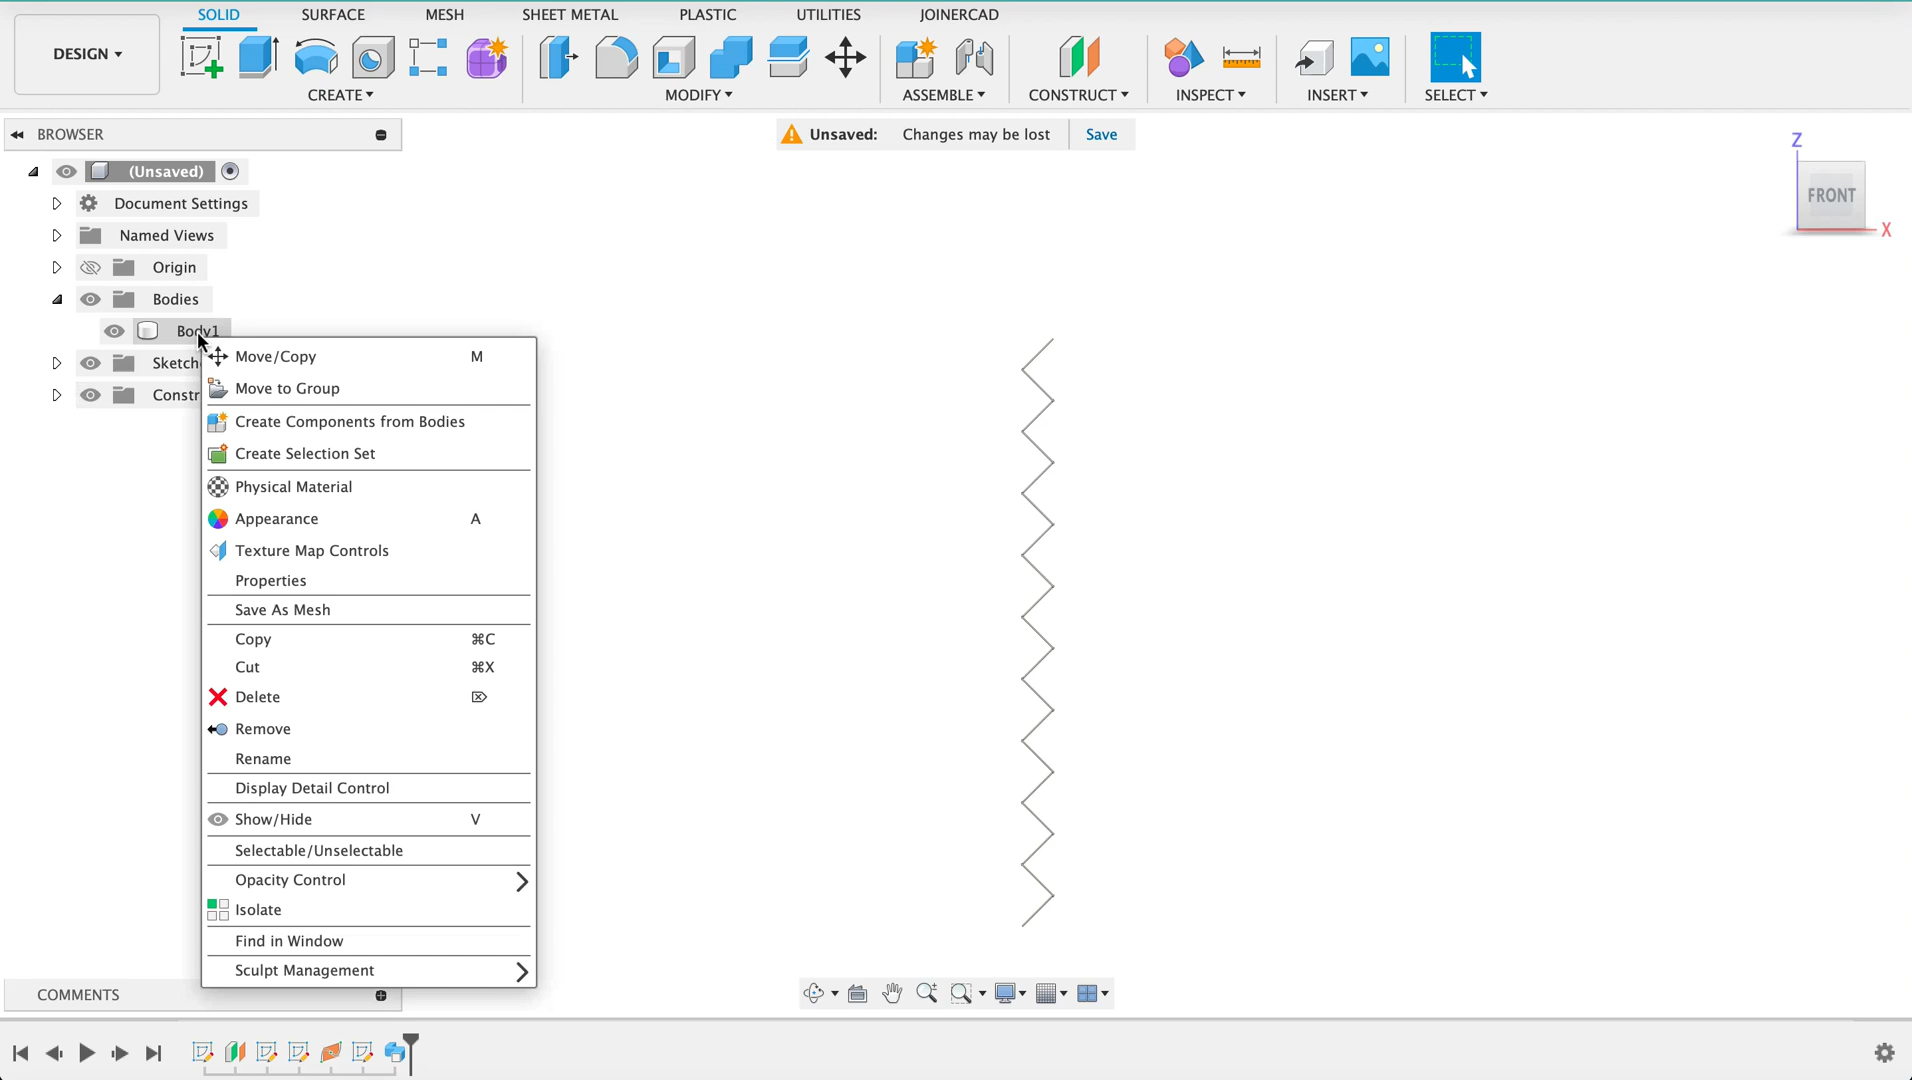 SOLID SURFACE MESH SHEET METAL PLASTIC UTILITIES JOINERCAD
DESIGN
CREATE MODIFY ASSEMBLE CONSTRUCT INSPECT INSERT SELECT
BROWSER
Unsaved: Changes may be lost Save
Z
FRONT
X
(Unsaved)
Document Settings
Named Views
Origin
Bodies
Body1
Sketch
Constr
Move/Copy M
Move to Group
Create Components from Bodies
Create Selection Set
Physical Material
Appearance A
Texture Map Controls
Properties
Save As Mesh
Copy ⌘C
Cut ⌘X
Delete ⌦
Remove
Rename
Display Detail Control
Show/Hide V
Selectable/Unselectable
Opacity Control
Isolate
Find in Window
Sculpt Management
COMMENTS